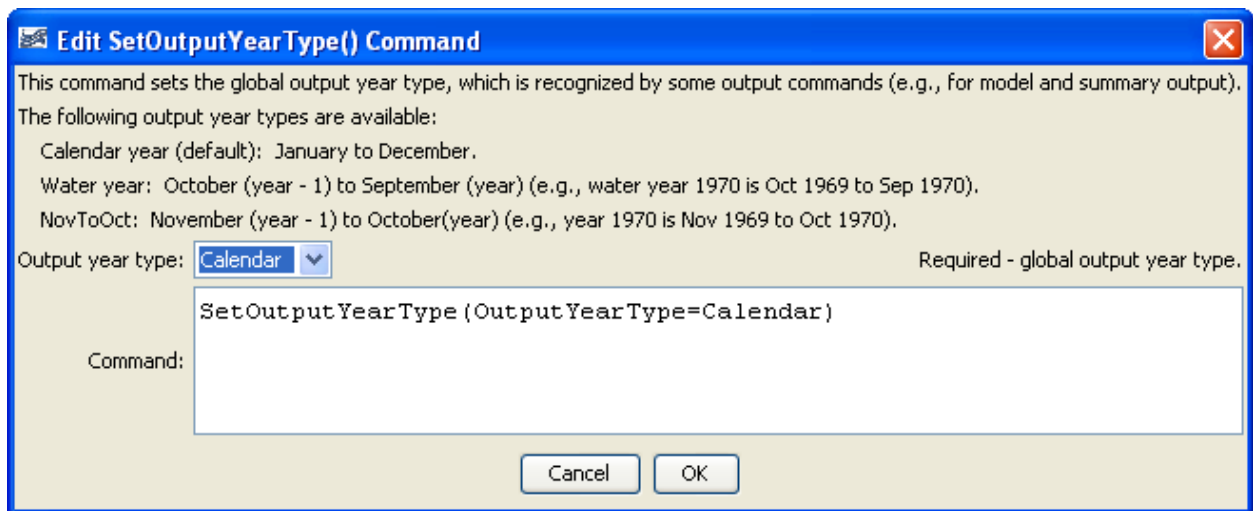 Edit SetOutputYearType() Command
This command sets the global output year type, which is recognized by some output commands (e.g., for model and summary output).
The following output year types are available:
Calendar year (default): January to December.
Water year: October (year - 1) to September (year) (e.g., water year 1970 is Oct 1969 to Sep 1970).
NovToOct: November (year - 1) to October(year) (e.g., year 1970 is Nov 1969 to Oct 1970).
Output year type: Calendar Required - global output year type.
SetOutputYearType(OutputYearType=Calendar)
Command:
Cancel OK